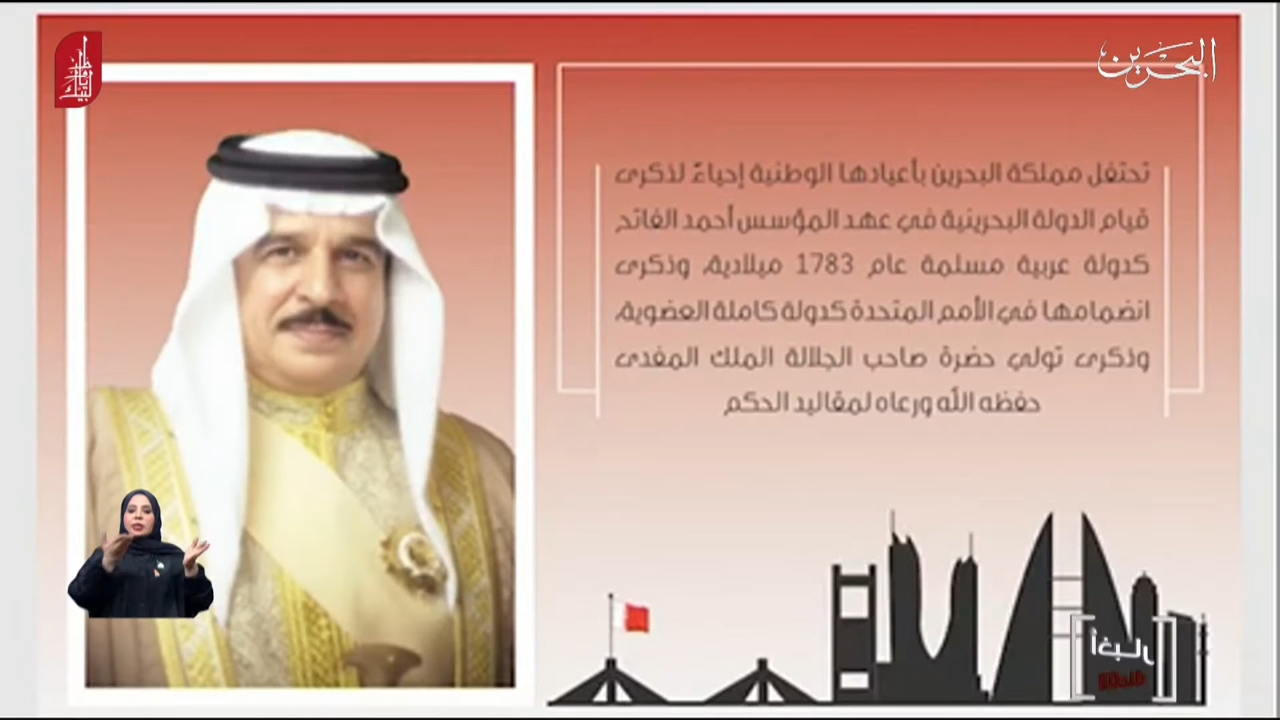 البحرين
تحتفل مملكة البحرين بأعيادها الوطنية إحياءً لذكرى
قيام الدولة البحرينية في عهد المؤسس أحمد الفاتح
كدولة عربية مسلمة عام 1783 ميلادية، وذكرى
انضمامها في الأمم المتحدة كدولة كاملة العضوية،
وذكرى تولي حضرة صاحب الجلالة الملك المفدى
حفظه الله ورعاه لمقاليد الحكم